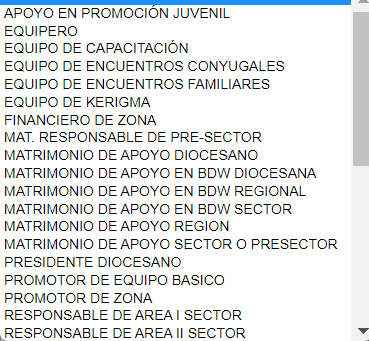 APOYO EN PROMOCIÓN JUVENIL
EQUIPERO
EQUIPO DE CAPACITACIÓN
EQUIPO DE ENCUENTROS CONYUGALES
EQUIPO DE ENCUENTROS FAMILIARES
EQUIPO DE KERIGMA
FINANCIERO DE ZONA
MAT. RESPONSABLE DE PRE-SECTOR
MATRIMONIO DE APOYO DIOCESANO
MATRIMONIO DE APOYO EN BDW DIOCESANA
MATRIMONIO DE APOYO EN BDW REGIONAL
MATRIMONIO DE APOYO EN BDW SECTOR
MATRIMONIO DE APOYO REGION
MATRIMONIO DE APOYO SECTOR O PRESECTOR
PRESIDENTE DIOCESANO
PROMOTOR DE EQUIPO BASICO
PROMOTOR DE ZONA
RESPONSABLE DE AREA I SECTOR
RESPONSABLE DE AREA II SECTOR